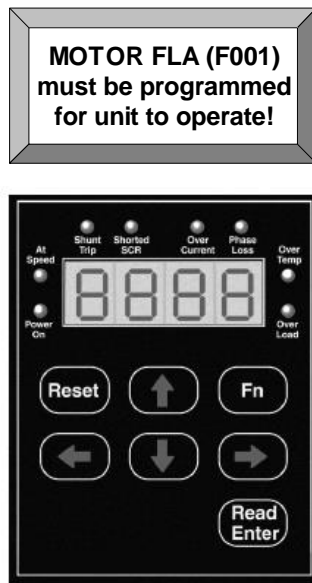 MOTOR FLA (F001)
must be programmed
for unit to operate!
Shunt Trip
Shorted SCR
Over Current
Phase Loss
At Speed
Over Temp
8888
Power On
Over Load
Reset
Fn
Read
Enter